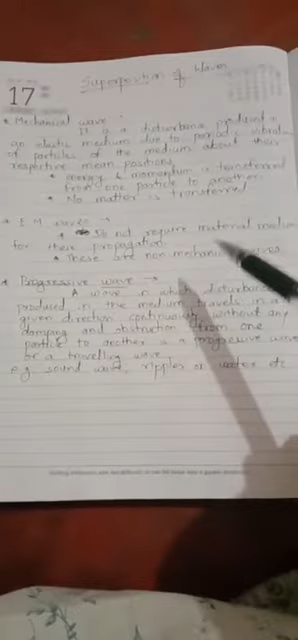 17
Superposition of Waves
* Mechanical wave
It is a disturbance produced in
an elastic medium due to periodic vibration
of particles of the medium about their
respective mean positions.
* energy & momentum is transferred
from one particle to another.
* No matter is transferred
* E M waves →
* Do not require material medium
for their propagation.
* These are non mechanical waves
* Progressive wave →
A wave in which disturbance
produced in the medium travels in a
given direction continuously without any
damping and obstruction from one
particle to another is a progressive wave
or a travelling wave
e.g sound wave, ripples on water etc